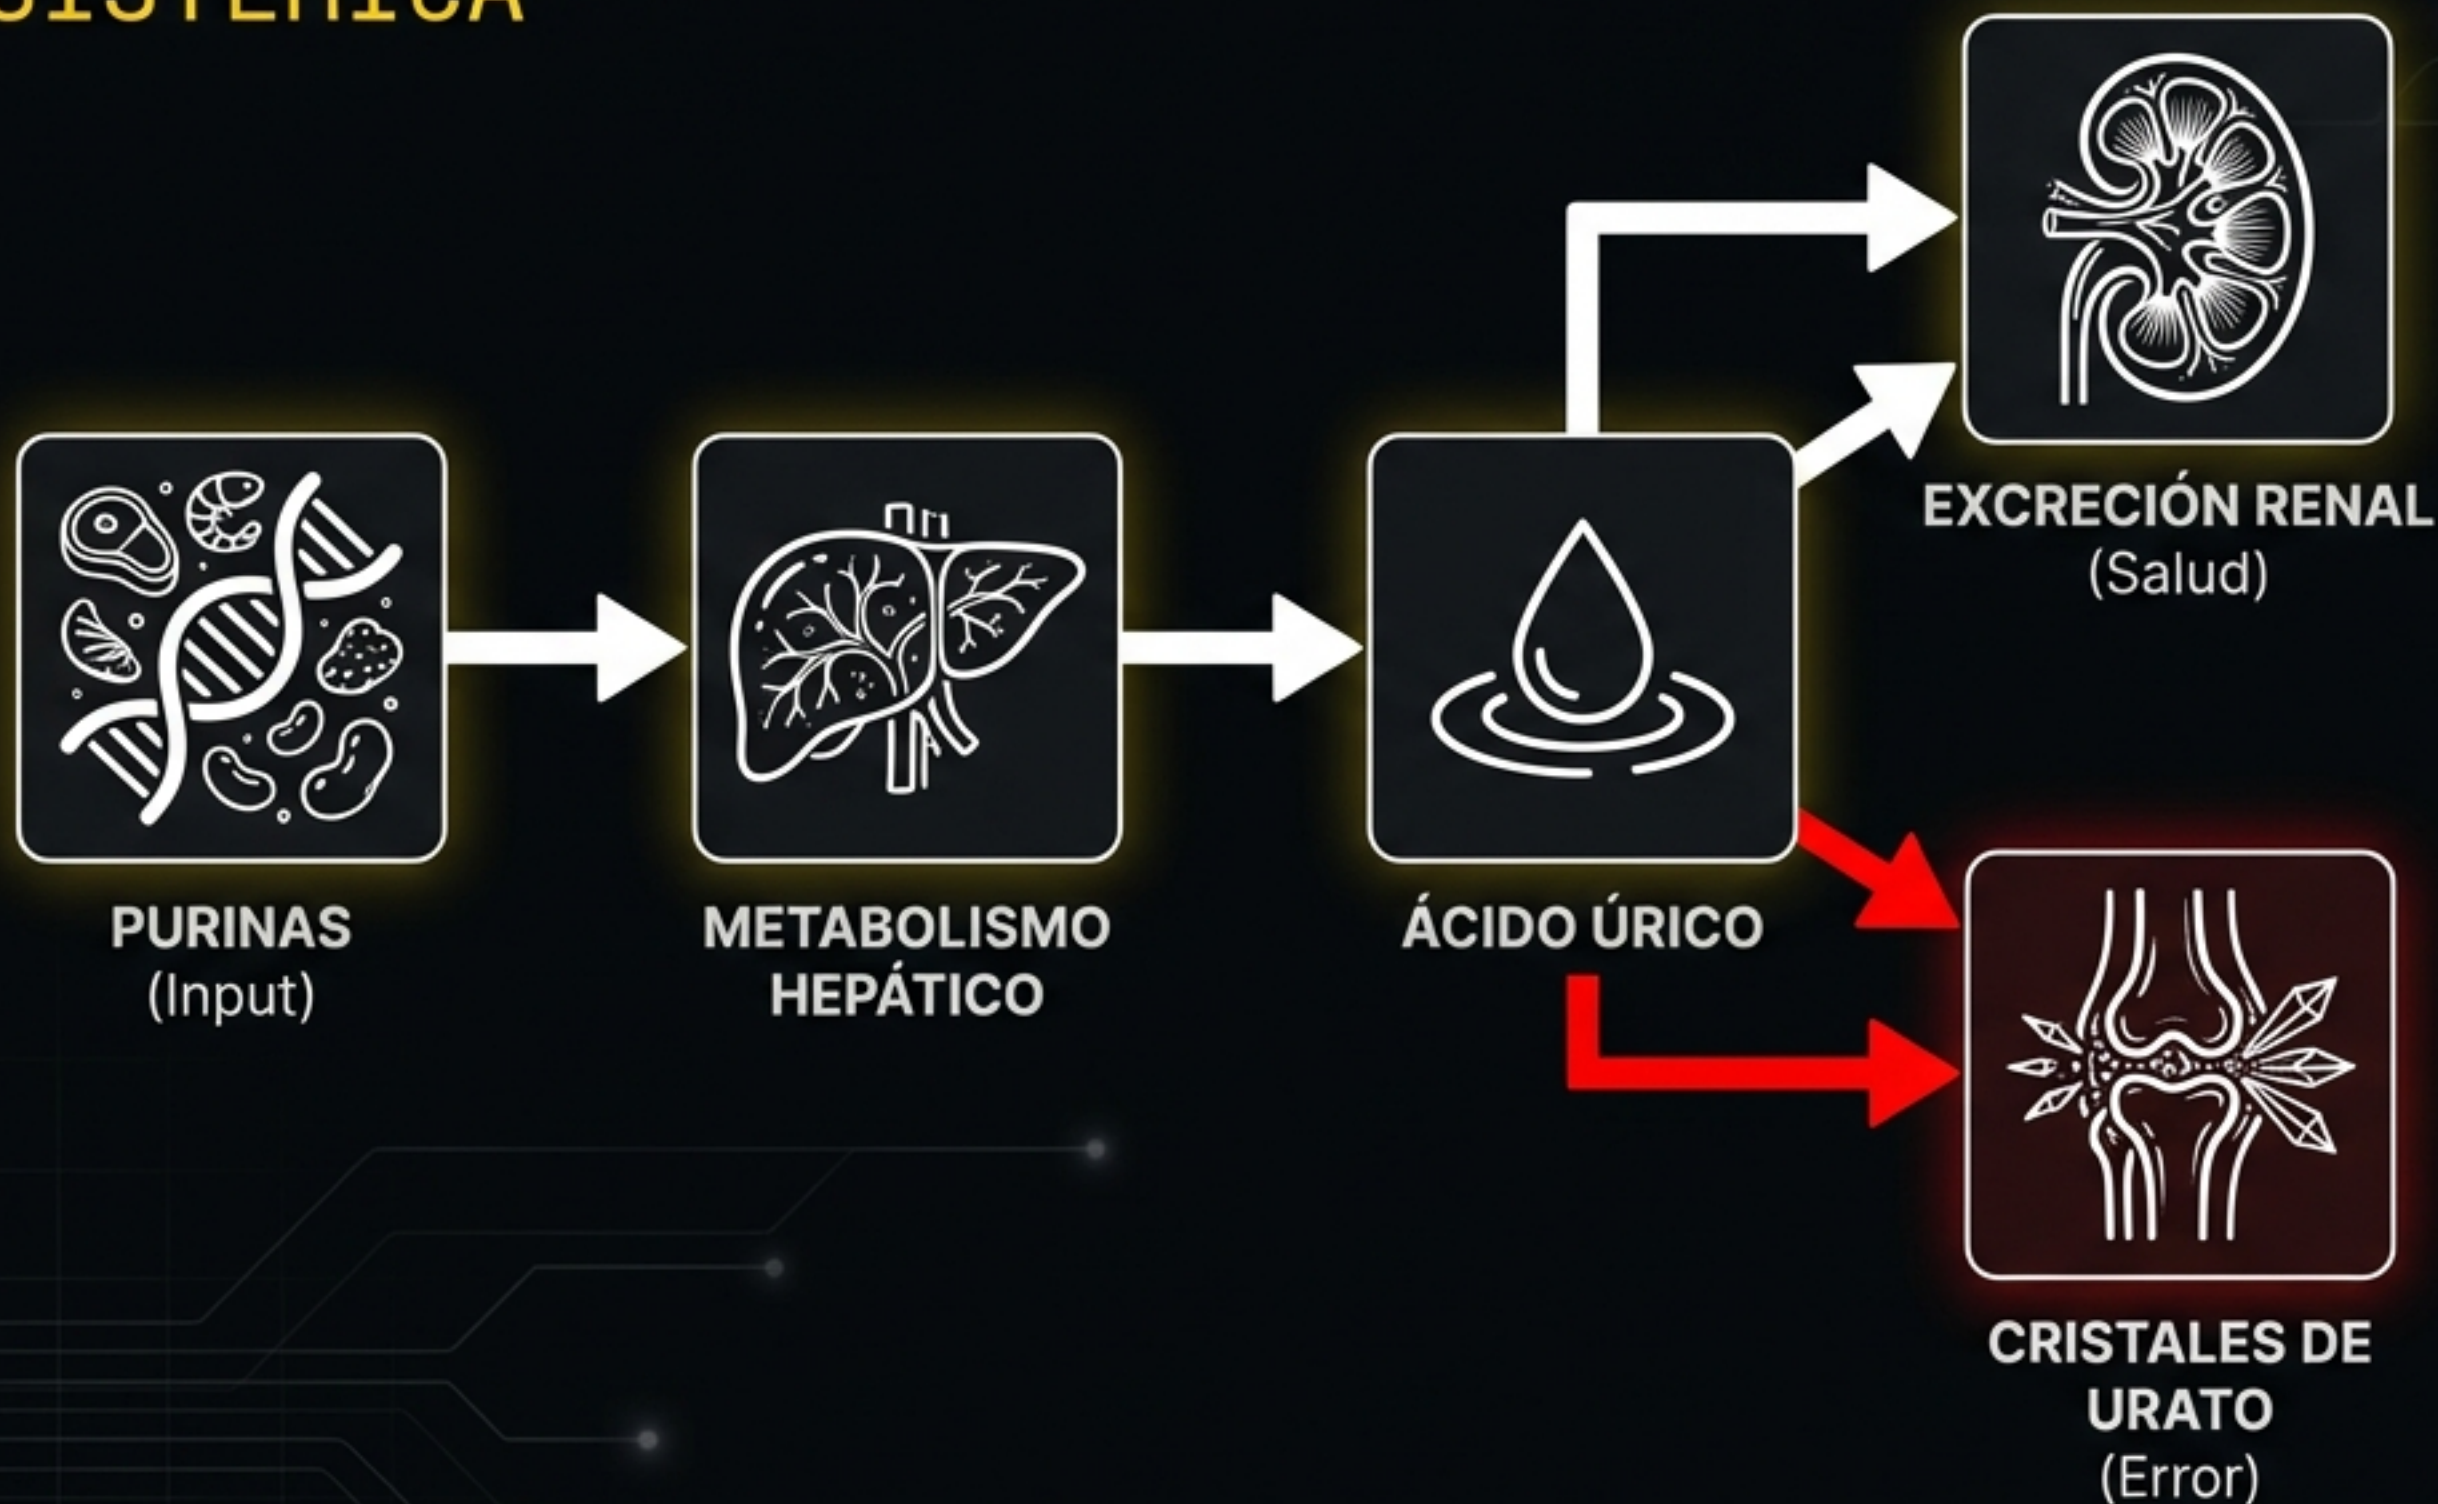 EXCRECIÓN RENAL
(Salud)
PURINAS
(Input)
METABOLISMO
HEPÁTICO
ÁCIDO ÚRICO
CRISTALES DE
URATO
(Error)